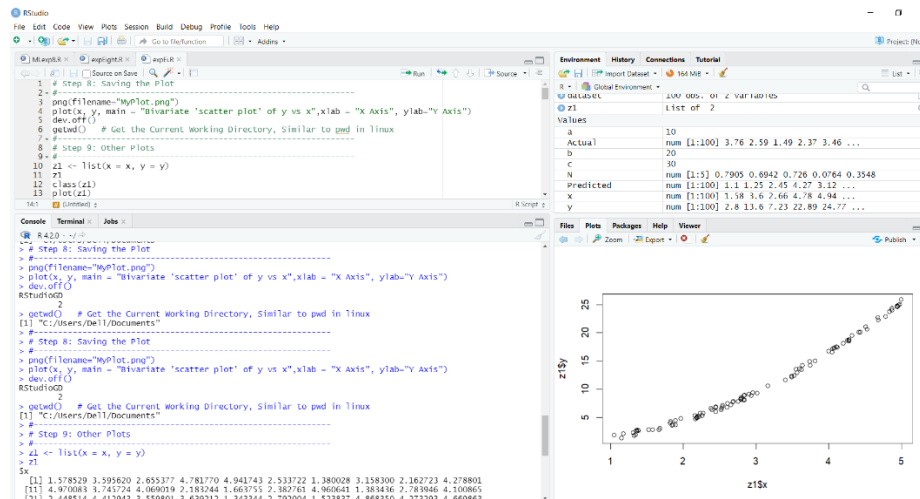 RStudio
File Edit Code View Plots Session Build Debug Profile Tools Help
Go to file/function Addins
Project: (No
MLexp8.R × expEight.R × expEs.R ×
Source on Save Run Source
1 # Step 8: Saving the Plot
2 #----------------------------------------------------------
3 png(filename="MyPlot.png")
4 plot(x, y, main = "Bivariate 'scatter plot' of y vs x",xlab = "X Axis", ylab="Y Axis")
5 dev.off()
6 getwd() # Get the Current Working Directory, Similar to pwd in linux
7 #----------------------------------------------------------
8 # Step 9: Other Plots
9 #----------------------------------------------------------
10 z1 <- list(x = x, y = y)
11 z1
12 class(z1)
13 plot(z1)
14:1 (Untitled) R Script
Console Terminal × Jobs ×
R 4.2.0 · ~/
> # Step 8: Saving the Plot
> #----------------------------------------------------------
> png(filename="MyPlot.png")
> plot(x, y, main = "Bivariate 'scatter plot' of y vs x",xlab = "X Axis", ylab="Y Axis")
> dev.off()
RStudioGD
2
> getwd() # Get the Current Working Directory, Similar to pwd in linux
[1] "C:/Users/Dell/Documents"
> #----------------------------------------------------------
> # Step 8: Saving the Plot
> #----------------------------------------------------------
> png(filename="MyPlot.png")
> plot(x, y, main = "Bivariate 'scatter plot' of y vs x",xlab = "X Axis", ylab="Y Axis")
> dev.off()
RStudioGD
2
> getwd() # Get the Current Working Directory, Similar to pwd in linux
[1] "C:/Users/Dell/Documents"
> #----------------------------------------------------------
> # Step 9: Other Plots
> #----------------------------------------------------------
> z1 <- list(x = x, y = y)
> z1
$x
[1] 1.578529 3.595620 2.655377 4.781770 4.941743 2.533722 1.380028 3.158300 2.162723 4.278801
[11] 4.970083 3.745724 4.069019 2.183244 1.663755 2.382761 4.960641 1.383436 2.783946 4.100865
Environment History Connections Tutorial
Import Dataset 164 MiB List
R Global Environment
dataset 100 obs. of 2 variables
z1 List of 2
Values
a 10
Actual num [1:100] 3.76 2.59 1.49 2.37 3.46 ...
b 20
c 30
N num [1:5] 0.7905 0.6942 0.726 0.0764 0.3548
Predicted num [1:100] 1.1 1.25 2.45 4.27 3.12 ...
x num [1:100] 1.58 3.6 2.66 4.78 4.94 ...
y num [1:100] 2.8 13.6 7.23 22.89 24.77 ...
Files Plots Packages Help Viewer
Zoom Export Publish
z1$y
25
20
15
10
5
1 2 3 4 5
z1$x